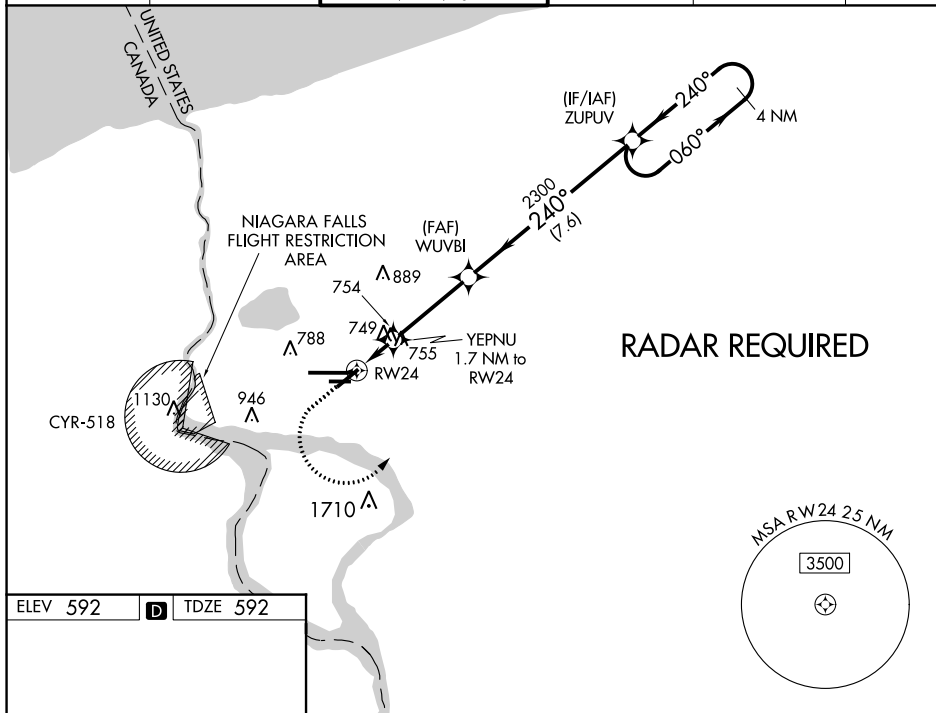 UNITED STATES
CANADA
(IF/IAF)
ZUPUV
240°
4 NM
060°
2300
240°
(7.6)
NIAGARA FALLS
FLIGHT RESTRICTION
AREA
(FAF)
WUVBI
889
754
749
788
755
YEPNU
1.7 NM to
RW24
RW24
RADAR REQUIRED
1130
946
CYR-518
1710
MSA RW24 25 NM
3500
ELEV 592
D
TDZE 592